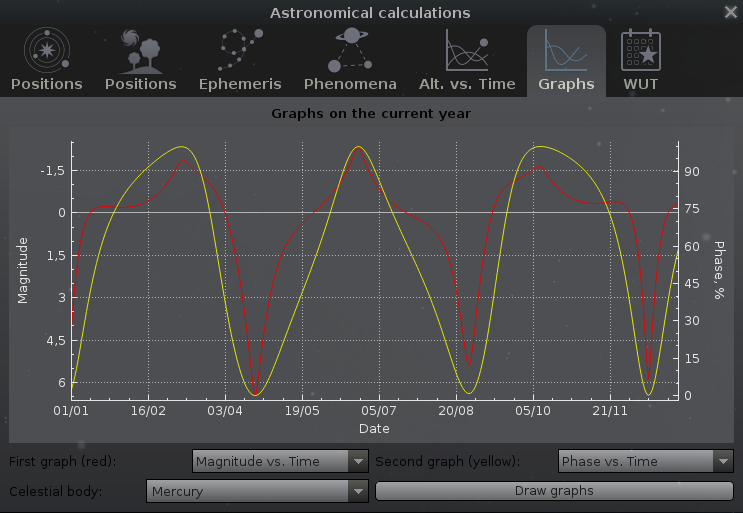 Astronomical calculations
Positions Positions Ephemeris Phenomena Alt. vs. Time Graphs WUT
Graphs on the current year
Magnitude
-1,5
0
1,5
3
4,5
6
Phase, %
90
75
60
45
30
15
0
01/01 16/02 03/04 19/05 05/07 20/08 05/10 21/11
Date
First graph (red): Magnitude vs. Time Second graph (yellow): Phase vs. Time
Celestial body: Mercury Draw graphs